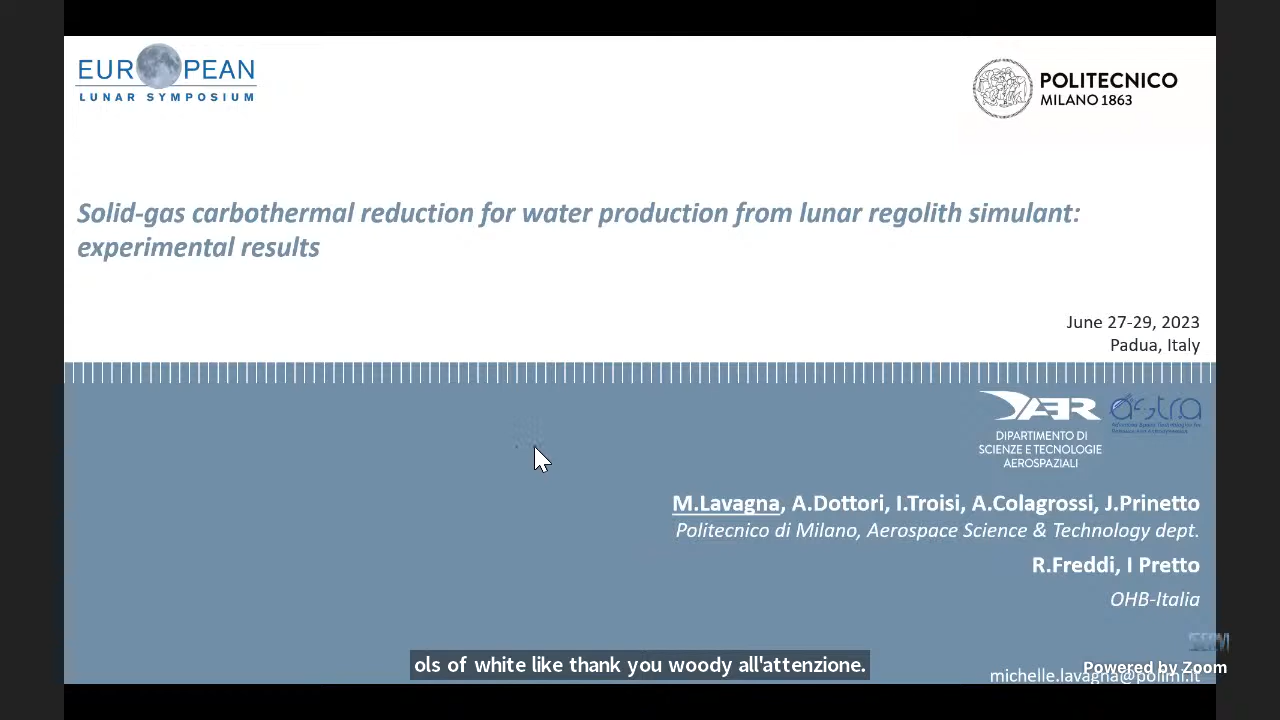 EUROPEAN
LUNAR SYMPOSIUM
POLITECNICO
MILANO 1863
Solid-gas carbothermal reduction for water production from lunar regolith simulant:
experimental results
June 27-29, 2023
Padua, Italy
DAER
astra
DIPARTIMENTO DI
SCIENZE E TECNOLOGIE
AEROSPAZIALI
M.Lavagna, A.Dottori, I.Troisi, A.Colagrossi, J.Prinetto
Politecnico di Milano, Aerospace Science & Technology dept.
R.Freddi, I Pretto
OHB-Italia
ols of white like thank you woody all'attenzione.
michelle.lavagna@polimi.it
Powered by Zoom